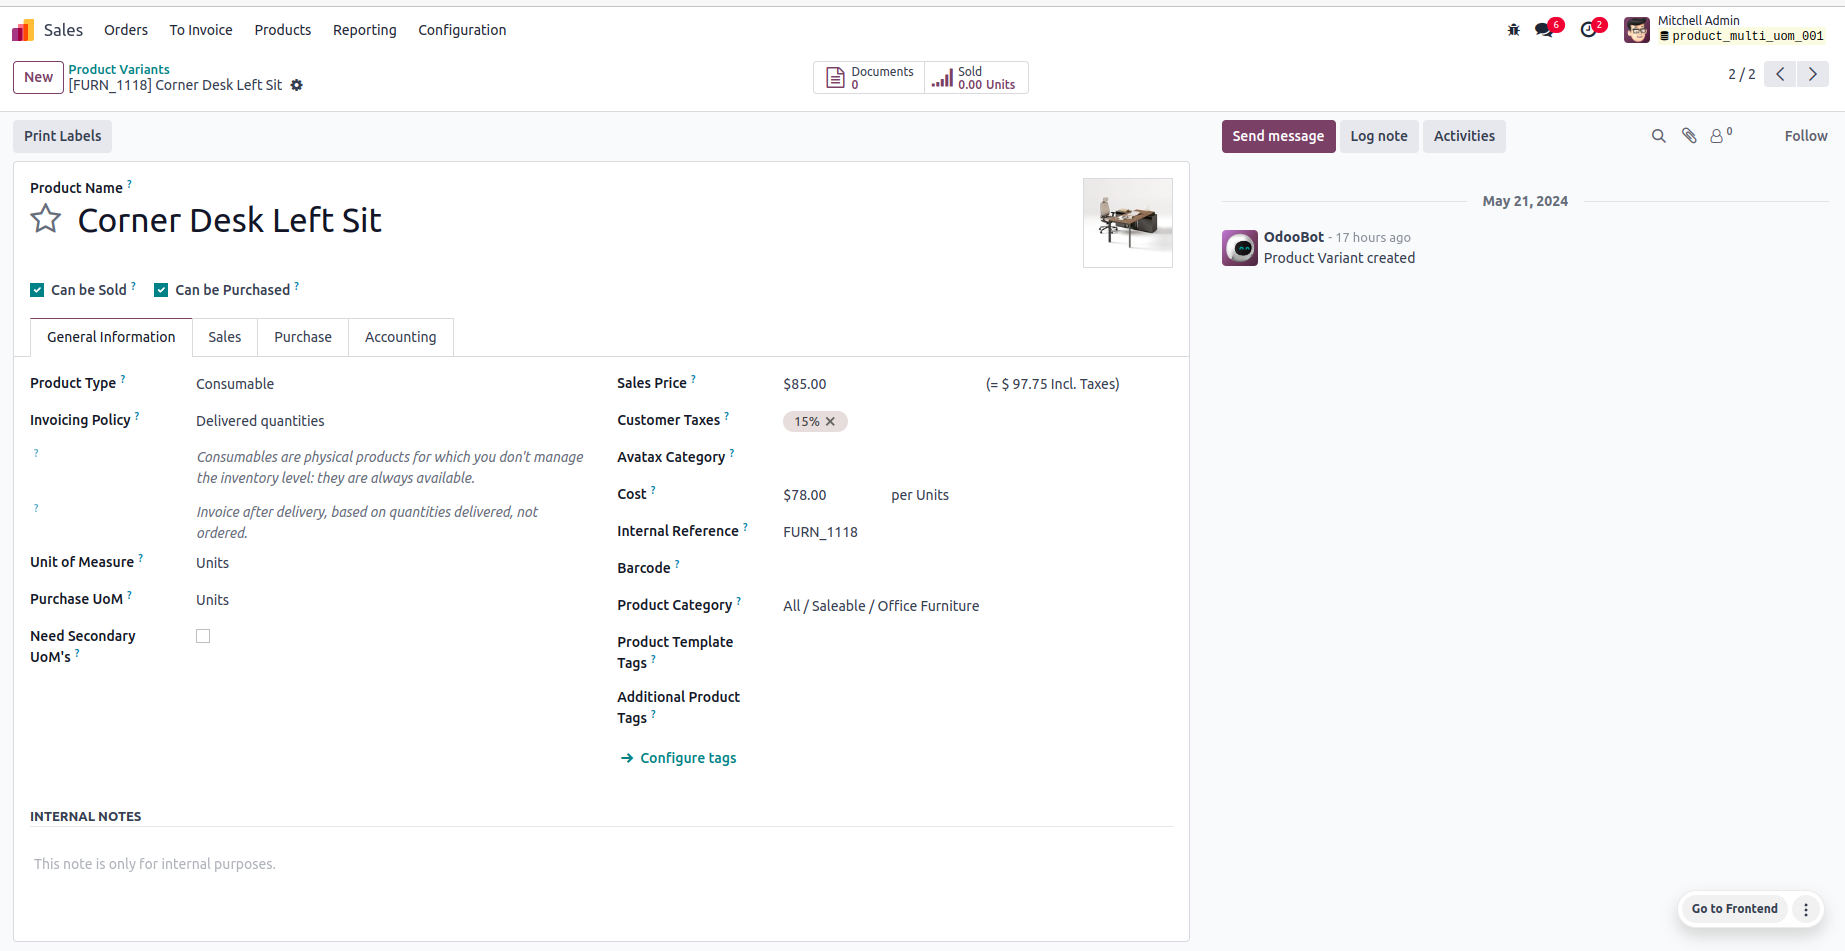 Sales Orders To Invoice Products Reporting Configuration
6 2 Mitchell Admin
product_multi_uom_001
New Product Variants
[FURN_1118] Corner Desk Left Sit
Documents
0
Sold
0.00 Units
2 / 2
Print Labels
Send message Log note Activities
0 Follow
Product Name ?
Corner Desk Left Sit
Can be Sold ? Can be Purchased ?
General Information Sales Purchase Accounting
Product Type ? Consumable
Invoicing Policy ? Delivered quantities
? Consumables are physical products for which you don't manage
the inventory level: they are always available.
? Invoice after delivery, based on quantities delivered, not
ordered.
Unit of Measure ? Units
Purchase UoM ? Units
Need Secondary
UoM's ?
Sales Price ? $85.00 (= $ 97.75 Incl. Taxes)
Customer Taxes ? 15% ✕
Avatax Category ?
Cost ? $78.00 per Units
Internal Reference ? FURN_1118
Barcode ?
Product Category ? All / Saleable / Office Furniture
Product Template
Tags ?
Additional Product
Tags ?
→ Configure tags
INTERNAL NOTES
This note is only for internal purposes.
May 21, 2024
OdooBot - 17 hours ago
Product Variant created
Go to Frontend